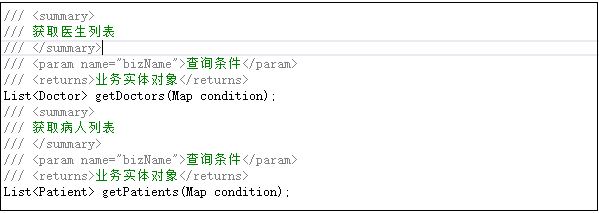 /// <summary>
/// 获取医生列表
/// </summary>
/// <param name="bizName">查询条件</param>
/// <returns>业务实体对象</returns>
List<Doctor> getDoctors(Map condition);
/// <summary>
/// 获取病人列表
/// </summary>
/// <param name="bizName">查询条件</param>
/// <returns>业务实体对象</returns>
List<Patient> getPatients(Map condition);